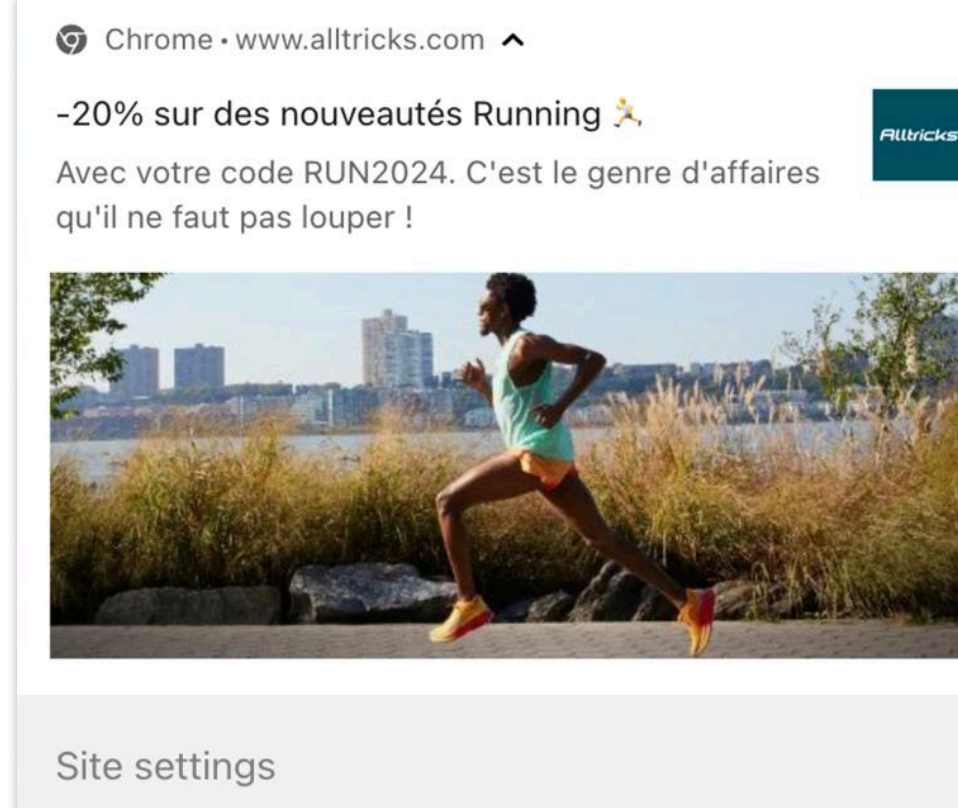 Chrome • www.alltricks.com
-20% sur des nouveautés Running 🏃
Alltricks
Avec votre code RUN2024. C'est le genre d'affaires
qu'il ne faut pas louper !
Site settings